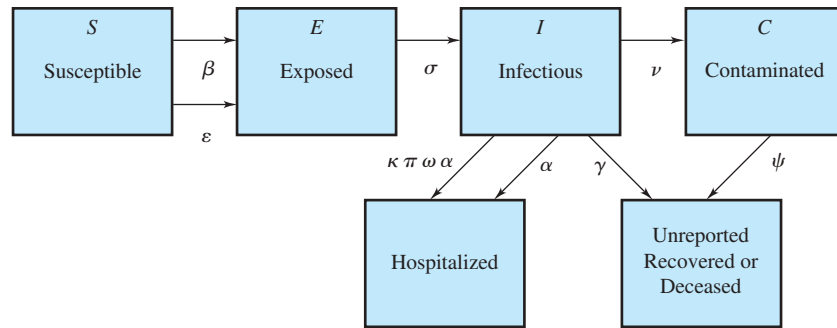 S
Susceptible
β
ε
E
Exposed
σ
I
Infectious
ν
C
Contaminated
κ π ω α
α
γ
ψ
Hospitalized
Unreported
Recovered or
Deceased